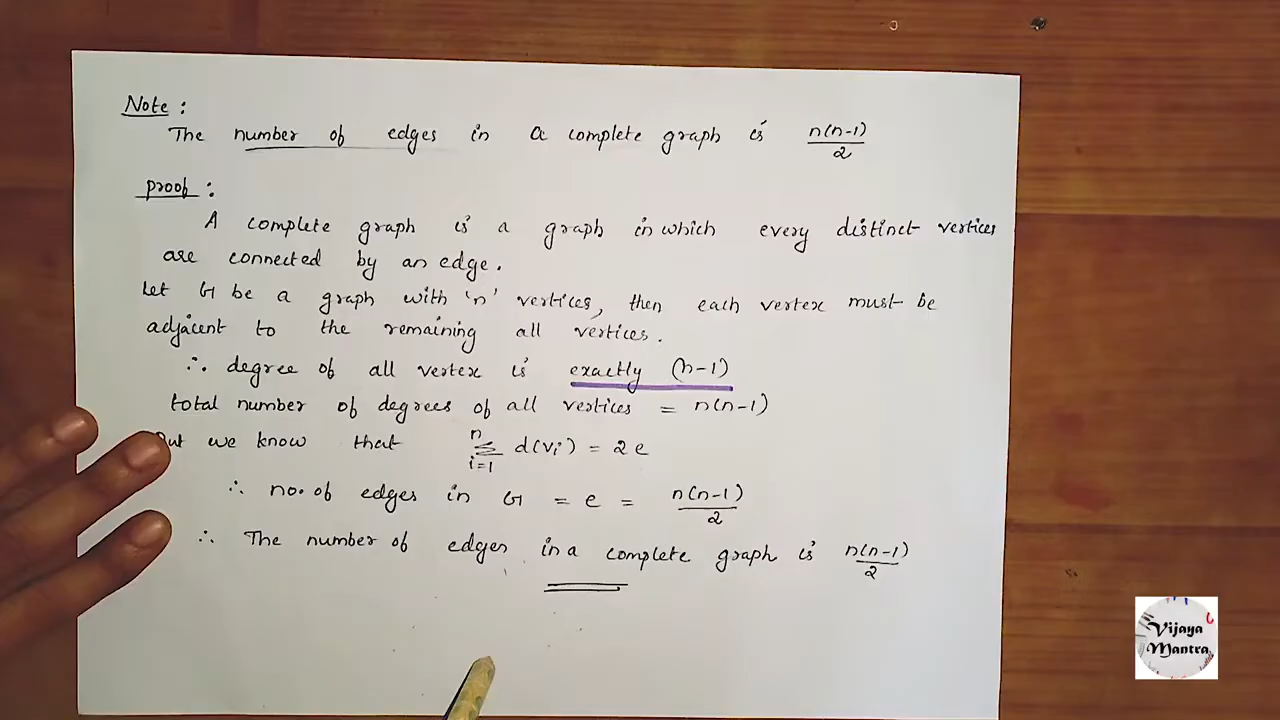 Note :
The number of edges in a complete graph is n(n-1)/2
proof :
A complete graph is a graph in which every distinct vertices
are connected by an edge.
Let G be a graph with 'n' vertices, then each vertex must be
adjacent to the remaining all vertices.
∴ degree of all vertex is exactly (n-1)
total number of degrees of all vertices = n(n-1)
But we know that n Σ i=1 d(vi) = 2e
∴ no. of edges in G = e = n(n-1)/2
∴ The number of edges in a complete graph is n(n-1)/2
Vijaya
Mantra